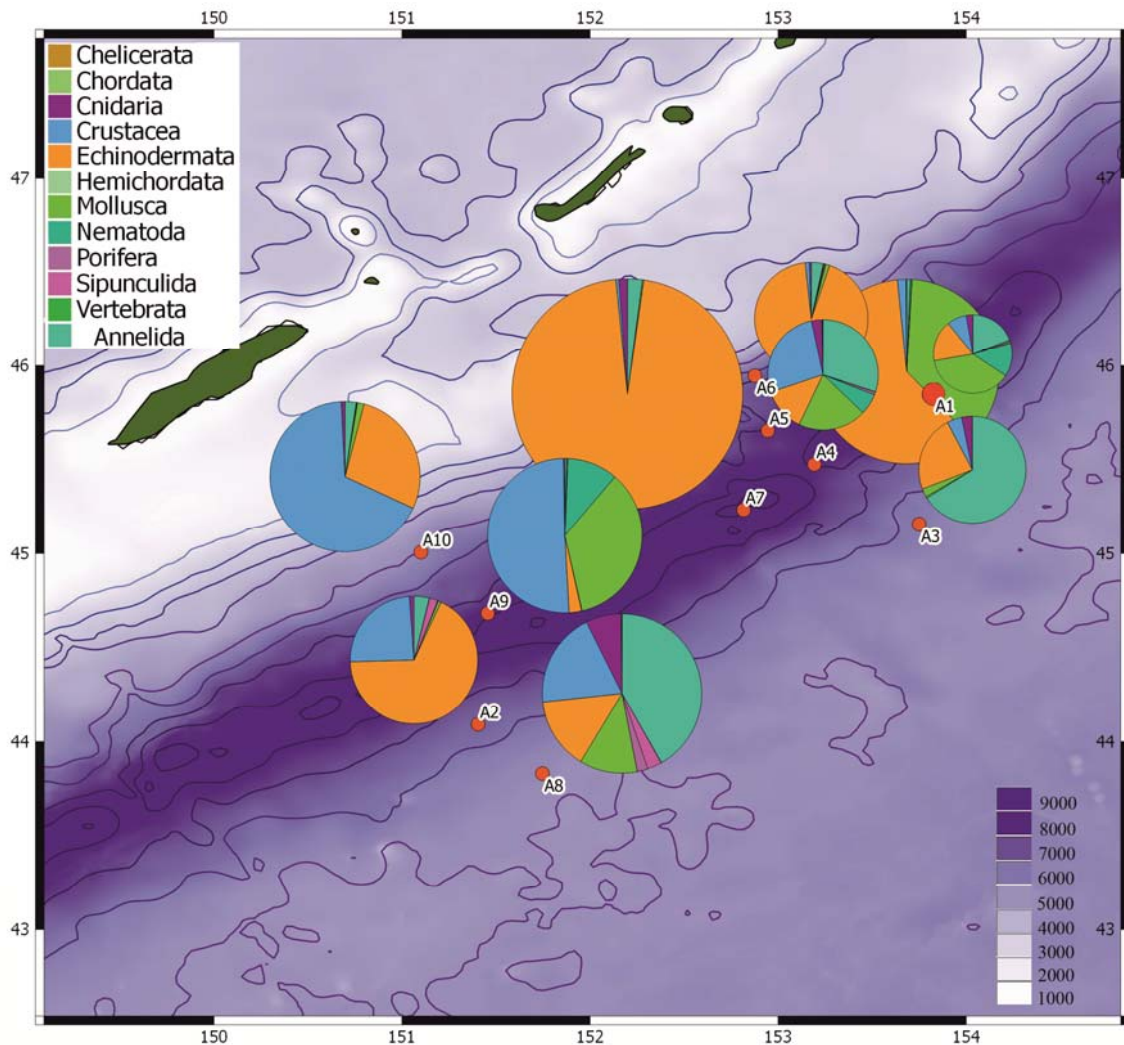 150 151 152 153 154
Chelicerata
Chordata
Cnidaria
Crustacea
Echinodermata
Hemichordata
Mollusca
Nematoda
Porifera
Sipunculida
Vertebrata
Annelida
47 47
46 46
A6
A1
A5
A4
A7
A3
45 45
A10
A9
A2
44 44
A8
9000
8000
7000
6000
5000
4000
3000
2000
1000
43 43
150 151 152 153 154